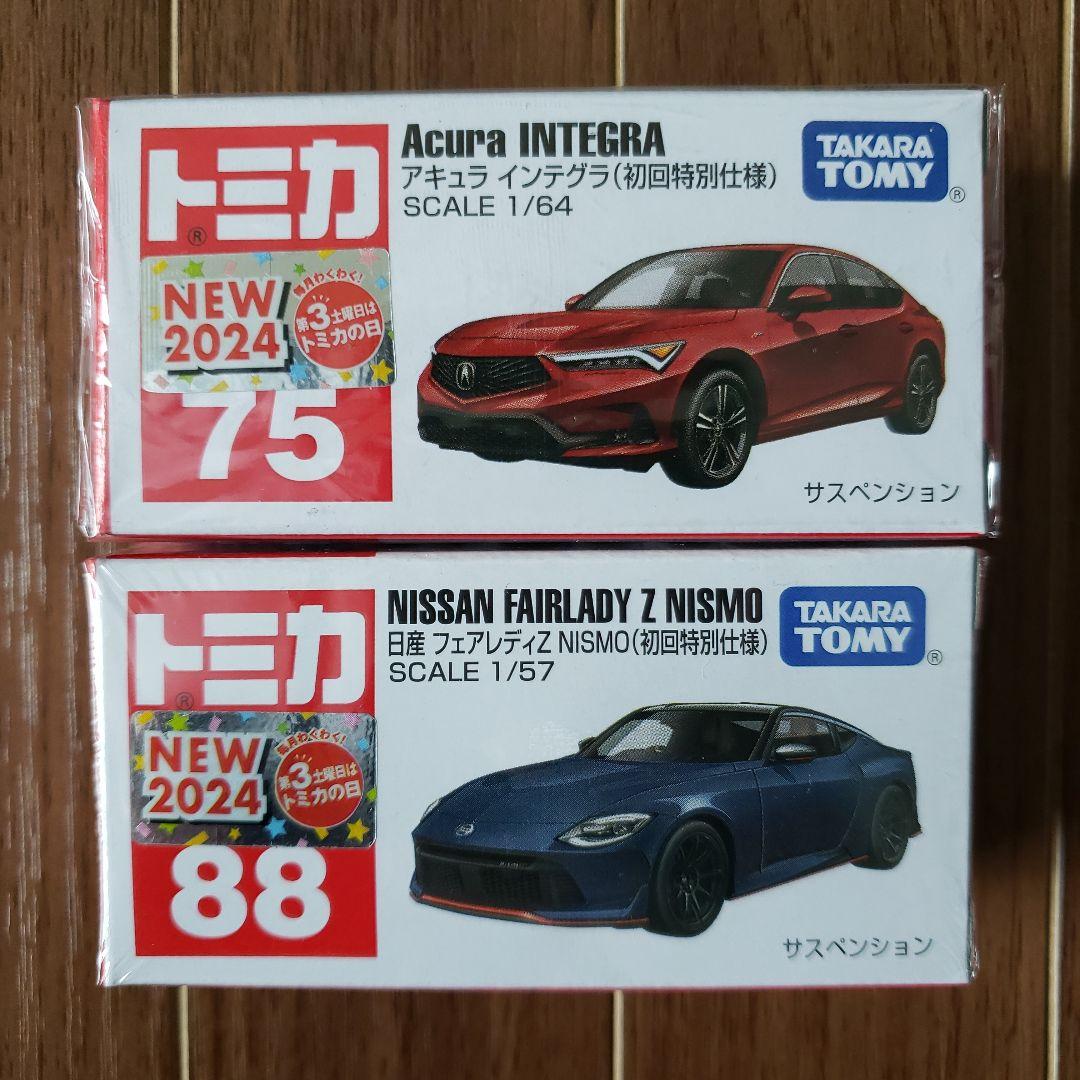 Acura INTEGRA
アキュラ インテグラ(初回特別仕様)
SCALE 1/64
TAKARA
TOMY®
トミカ®
NEW
2024
毎月わくわく!
第3土曜日は
トミカの日
75
サスペンション
NISSAN FAIRLADY Z NISMO
日産 フェアレディZ NISMO(初回特別仕様)
SCALE 1/57
TAKARA
TOMY®
トミカ®
NEW
2024
毎月わくわく!
第3土曜日は
トミカの日
88
サスペンション